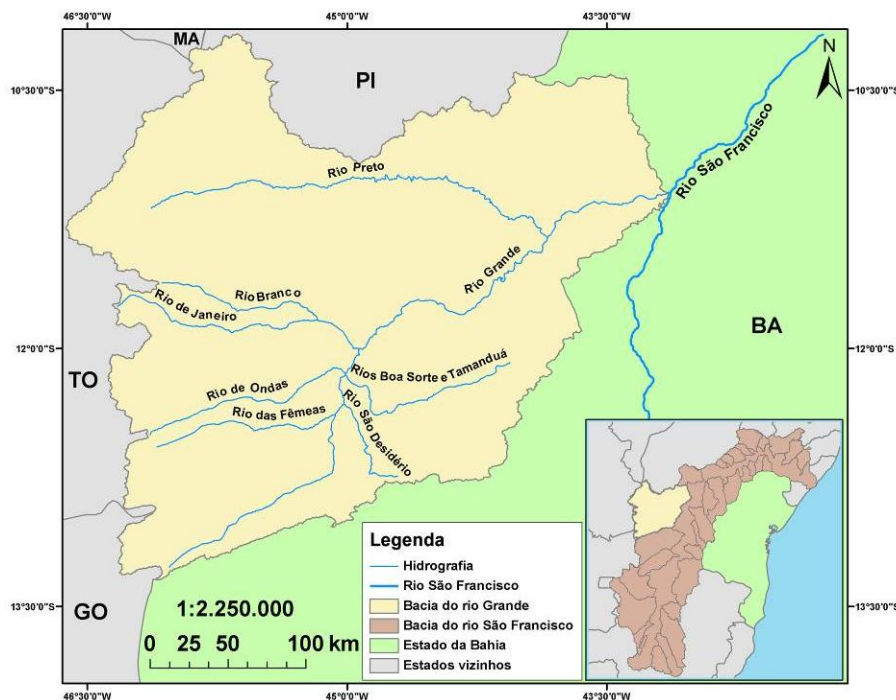 46°30'0"W
45°0'0"W
43°30'0"W
MA
PI
N
10°30'0"S
10°30'0"S
Rio São Francisco
Rio Preto
Rio Grande
Rio Branco
Rio de Janeiro
BA
12°0'0"S
12°0'0"S
TO
Rios Boa Sorte e Tamanduá
Rio de Ondas
Rio das Fêmeas
Rio São Desidério
Legenda
Hidrografia
Rio São Francisco
Bacia do rio Grande
Bacia do rio São Francisco
Estado da Bahia
Estados vizinhos
GO
1:2.250.000
0 25 50 100 km
13°30'0"S
13°30'0"S
46°30'0"W
45°0'0"W
43°30'0"W